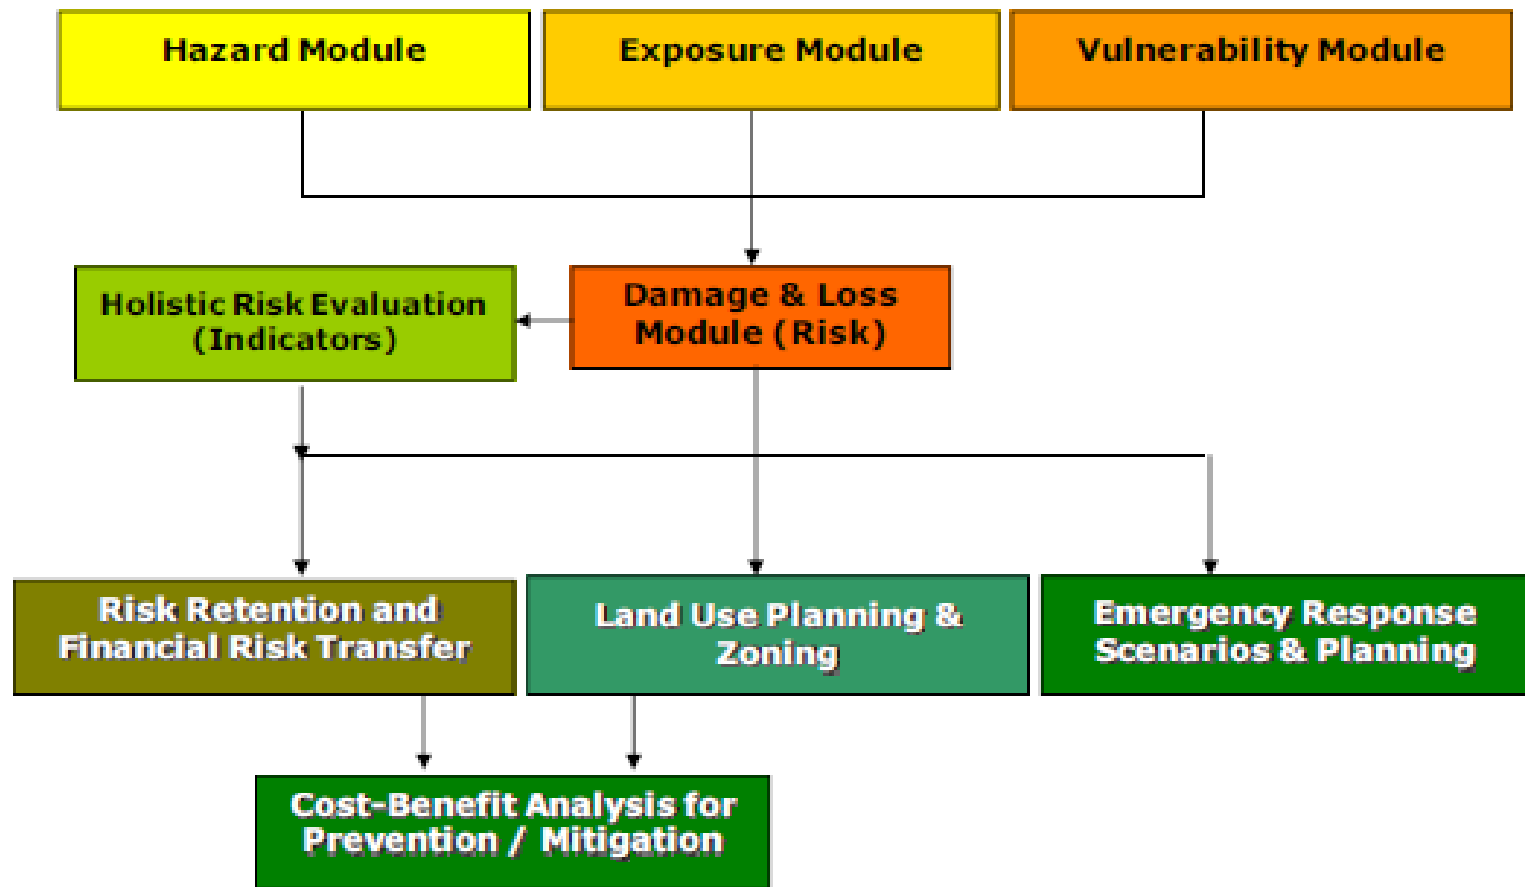 Hazard Module
Exposure Module
Vulnerability Module
Holistic Risk Evaluation
(Indicators)
Damage & Loss
Module (Risk)
Risk Retention and
Financial Risk Transfer
Land Use Planning &
Zoning
Emergency Response
Scenarios & Planning
Cost-Benefit Analysis for
Prevention / Mitigation